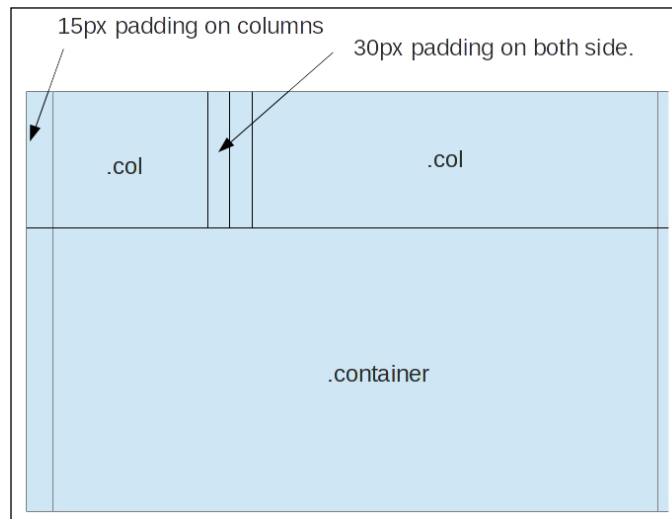 15px padding on columns
30px padding on both side.
.col
.col
.container